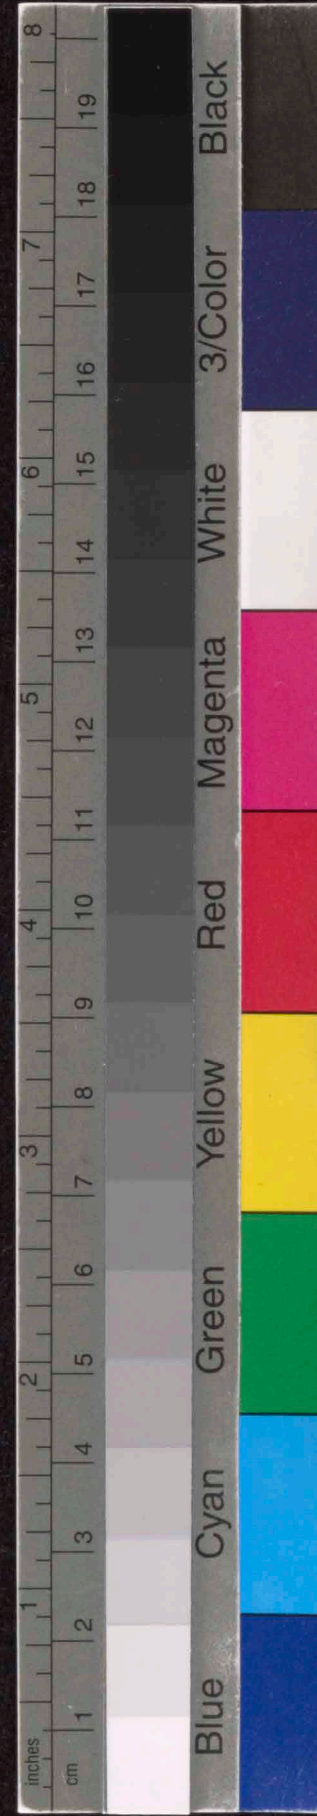 inches 1 2 3 4 5 6 7 8
cm 1 2 3 4 5 6 7 8 9 10 11 12 13 14 15 16 17 18 19
Blue Cyan Green Yellow Red Magenta White 3/Color Black